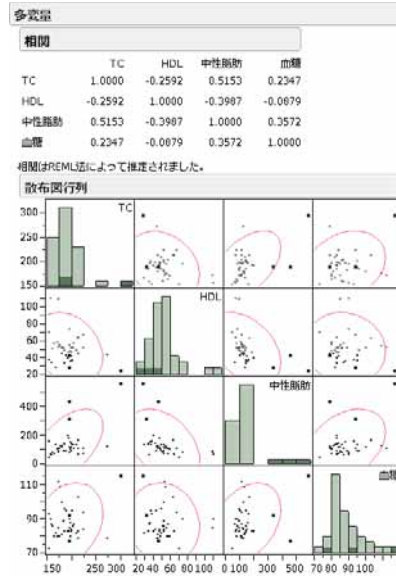 多変量
相関
TC HDL 中性脂肪 血糖
TC 1.0000 -0.2592 0.5153 0.2347
HDL -0.2592 1.0000 -0.3987 -0.0879
中性脂肪 0.5153 -0.3987 1.0000 0.3572
血糖 0.2347 -0.0879 0.3572 1.0000
相関はREML法によって推定されました。
散布図行列
300
250
200
150
TC
100
80
60
40
20
HDL
400
200
0
中性脂肪
110
90
70
血糖
150 250 300 20 40 60 80 100 0 100 300 500 70 80 90 100